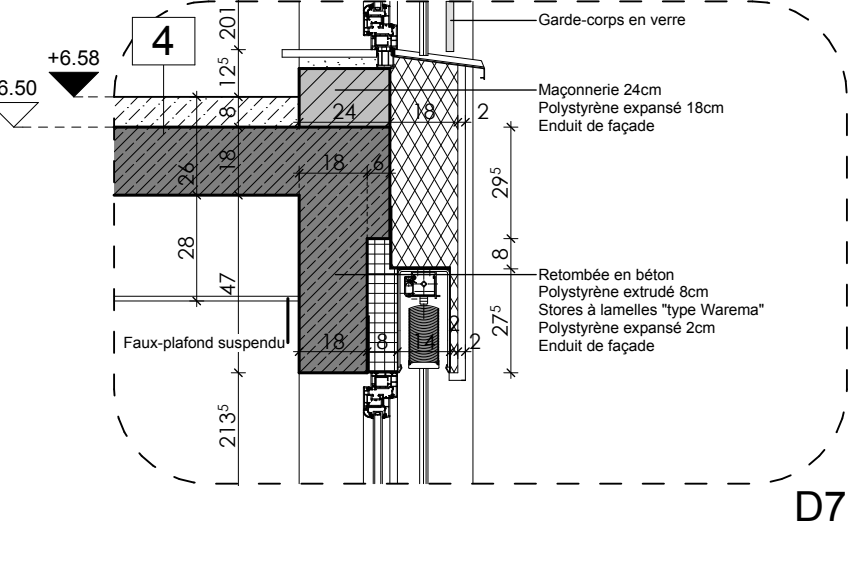 201
Garde-corps en verre
4
+6.58
12⁵
6.50
Maçonnerie 24cm
Polystyrène expansé 18cm
Enduit de façade
8
24
18
2
18
26
18
6
29⁵
28
47
8
Retombée en béton
Polystyrène extrudé 8cm
Stores à lamelles "type Warema"
Polystyrène expansé 2cm
Enduit de façade
27⁵
Faux-plafond suspendu
18
8
14
2
2
213⁵
D7